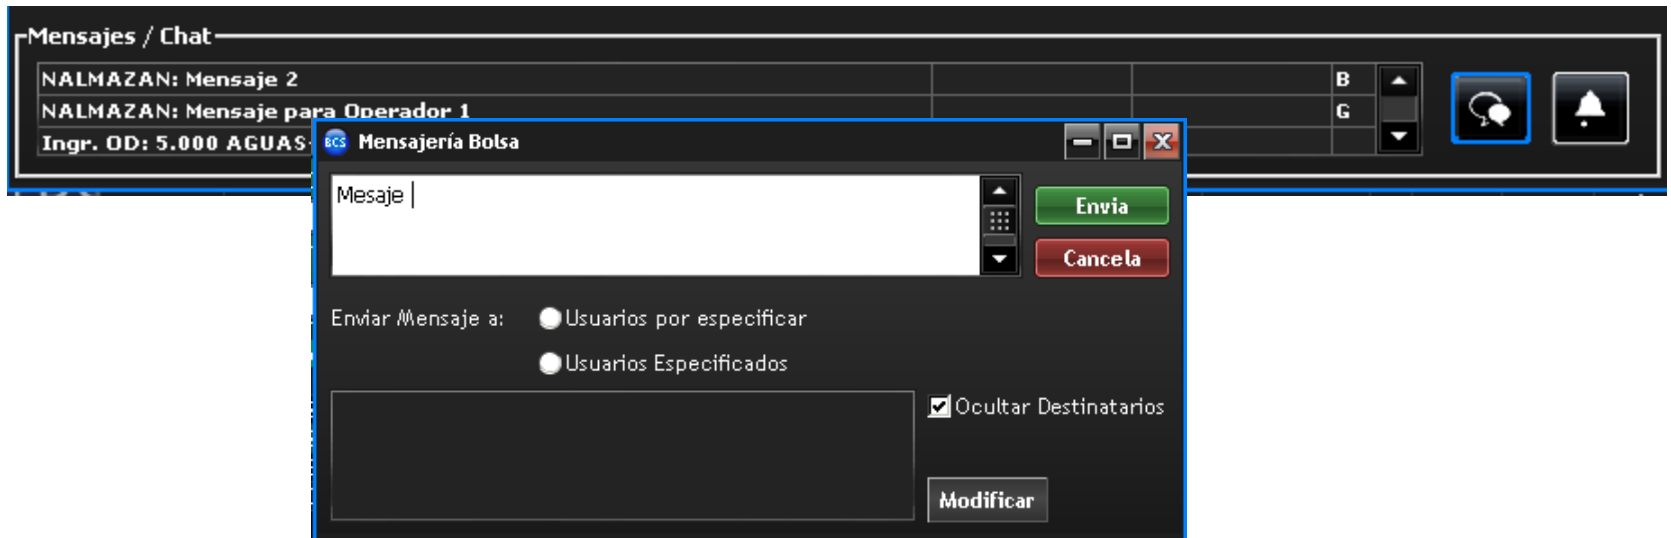 Mensajes / Chat
NALMAZAN: Mensaje 2 B
NALMAZAN: Mensaje para Operador 1 G
Ingr. OD: 5.000 AGUAS-
BCS Mensajería Bolsa
Mesaje
Envia
Cancela
Enviar Mensaje a: Usuarios por especificar
Usuarios Especificados
Ocultar Destinatarios
Modificar